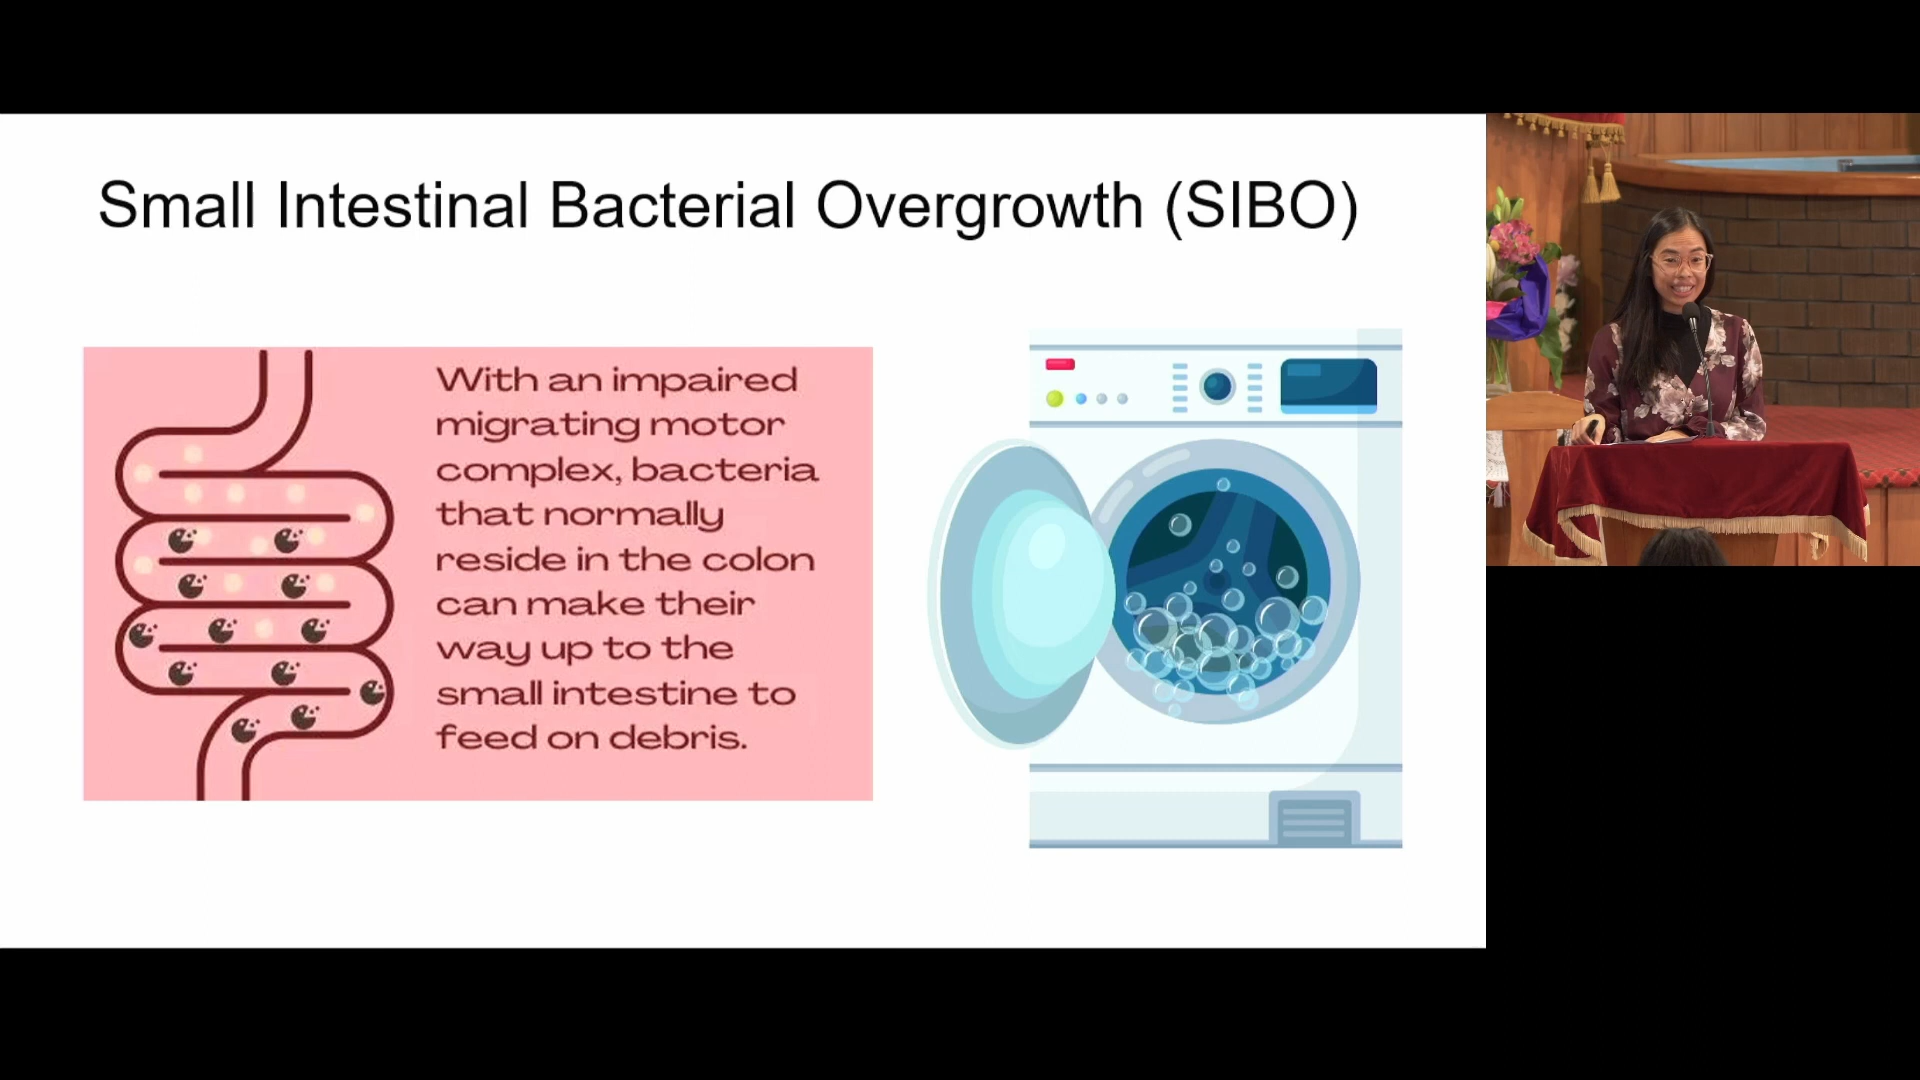 Small Intestinal Bacterial Overgrowth (SIBO)
With an impaired
migrating motor
complex, bacteria
that normally
reside in the colon
can make their
way up to the
small intestine to
feed on debris.